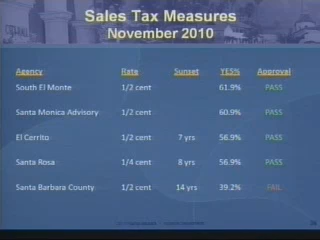 Sales Tax Measures
November 2010
Agency Rate Sunset YES% Approval
South El Monte 1/2 cent 61.9% PASS
Santa Monica Advisory 1/2 cent 60.9% PASS
El Cerrito 1/2 cent 7 yrs 56.9% PASS
Santa Rosa 1/4 cent 8 yrs 56.9% PASS
Santa Barbara County 1/2 cent 14 yrs 39.2% FAIL